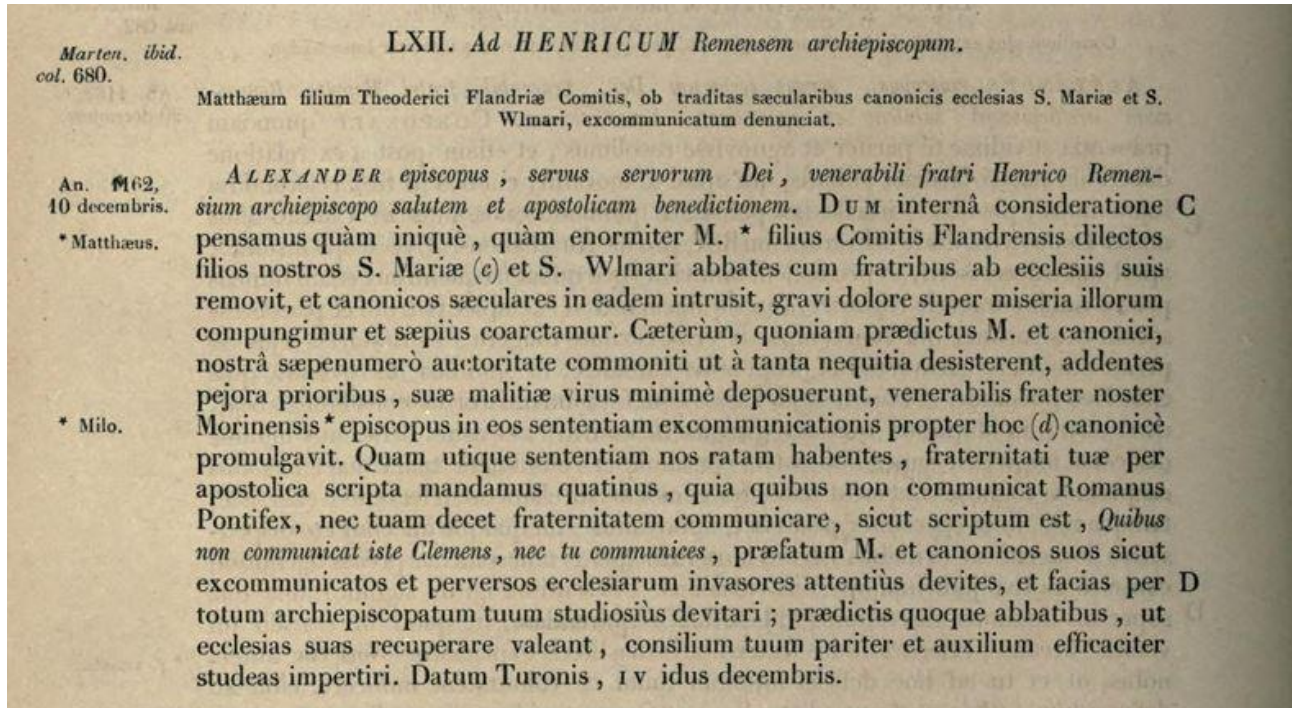 LXII. Ad HENRICUM Remensem archiepiscopum.
Marten. ibid.
col. 680.
Matthæum filium Theoderici Flandriæ Comitis, ob traditas sæcularibus canonicis ecclesias S. Mariæ et S.
Wlmari, excommunicatum denunciat.
An. 1162,
10 decembris.
* Matthæus.
ALEXANDER episcopus, servus servorum Dei, venerabili fratri Henrico Remen-
sium archiepiscopo salutem et apostolicam benedictionem. DUM internâ consideratione C
pensamus quàm iniquè, quàm enormiter M. * filius Comitis Flandrensis dilectos
filios nostros S. Mariæ (c) et S. Wlmari abbates cum fratribus ab ecclesiis suis
removit, et canonicos sæculares in eadem intrusit, gravi dolore super miseria illorum
compungimur et sæpiùs coarctamur. Cæterùm, quoniam prædictus M. et canonici,
nostrâ sæpenumerò auctoritate commoniti ut à tanta nequitia desisterent, addentes
pejora prioribus, suæ malitiæ virus minimè deposuerunt, venerabilis frater noster
* Milo.
Morinensis * episcopus in eos sententiam excommunicationis propter hoc (d) canonicè
promulgavit. Quam utique sententiam nos ratam habentes, fraternitati tuæ per
apostolica scripta mandamus quatinus, quia quibus non communicat Romanus
Pontifex, nec tuam decet fraternitatem communicare, sicut scriptum est, Quibus
non communicat iste Clemens, nec tu communices, præfatum M. et canonicos suos sicut
excommunicatos et perversos ecclesiarum invasores attentiùs devites, et facias per D
totum archiepiscopatum tuum studiosiùs devitari; prædictis quoque abbatibus, ut
ecclesias suas recuperare valeant, consilium tuum pariter et auxilium efficaciter
studeas impertiri. Datum Turonis, IV idus decembris.